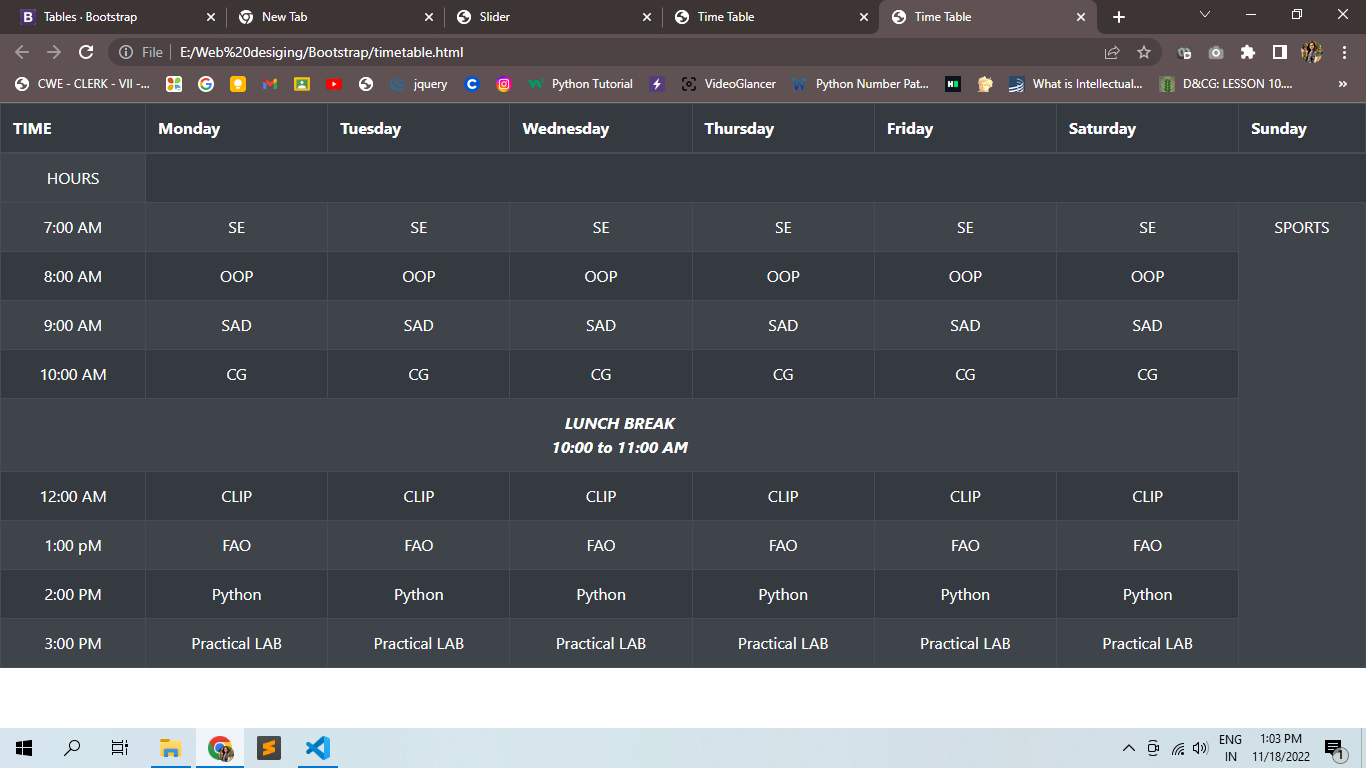 Tables · Bootstrap
New Tab
Slider
Time Table
Time Table
File E:/Web%20desiging/Bootstrap/timetable.html
CWE - CLERK - VII -... jquery Python Tutorial VideoGlancer Python Number Pat... What is Intellectual... D&CG: LESSON 10.... »
TIME Monday Tuesday Wednesday Thursday Friday Saturday Sunday
HOURS
7:00 AM SE SE SE SE SE SE SPORTS
8:00 AM OOP OOP OOP OOP OOP OOP
9:00 AM SAD SAD SAD SAD SAD SAD
10:00 AM CG CG CG CG CG CG
LUNCH BREAK
10:00 to 11:00 AM
12:00 AM CLIP CLIP CLIP CLIP CLIP CLIP
1:00 pM FAO FAO FAO FAO FAO FAO
2:00 PM Python Python Python Python Python Python
3:00 PM Practical LAB Practical LAB Practical LAB Practical LAB Practical LAB Practical LAB
ENG
IN
1:03 PM
11/18/2022
1